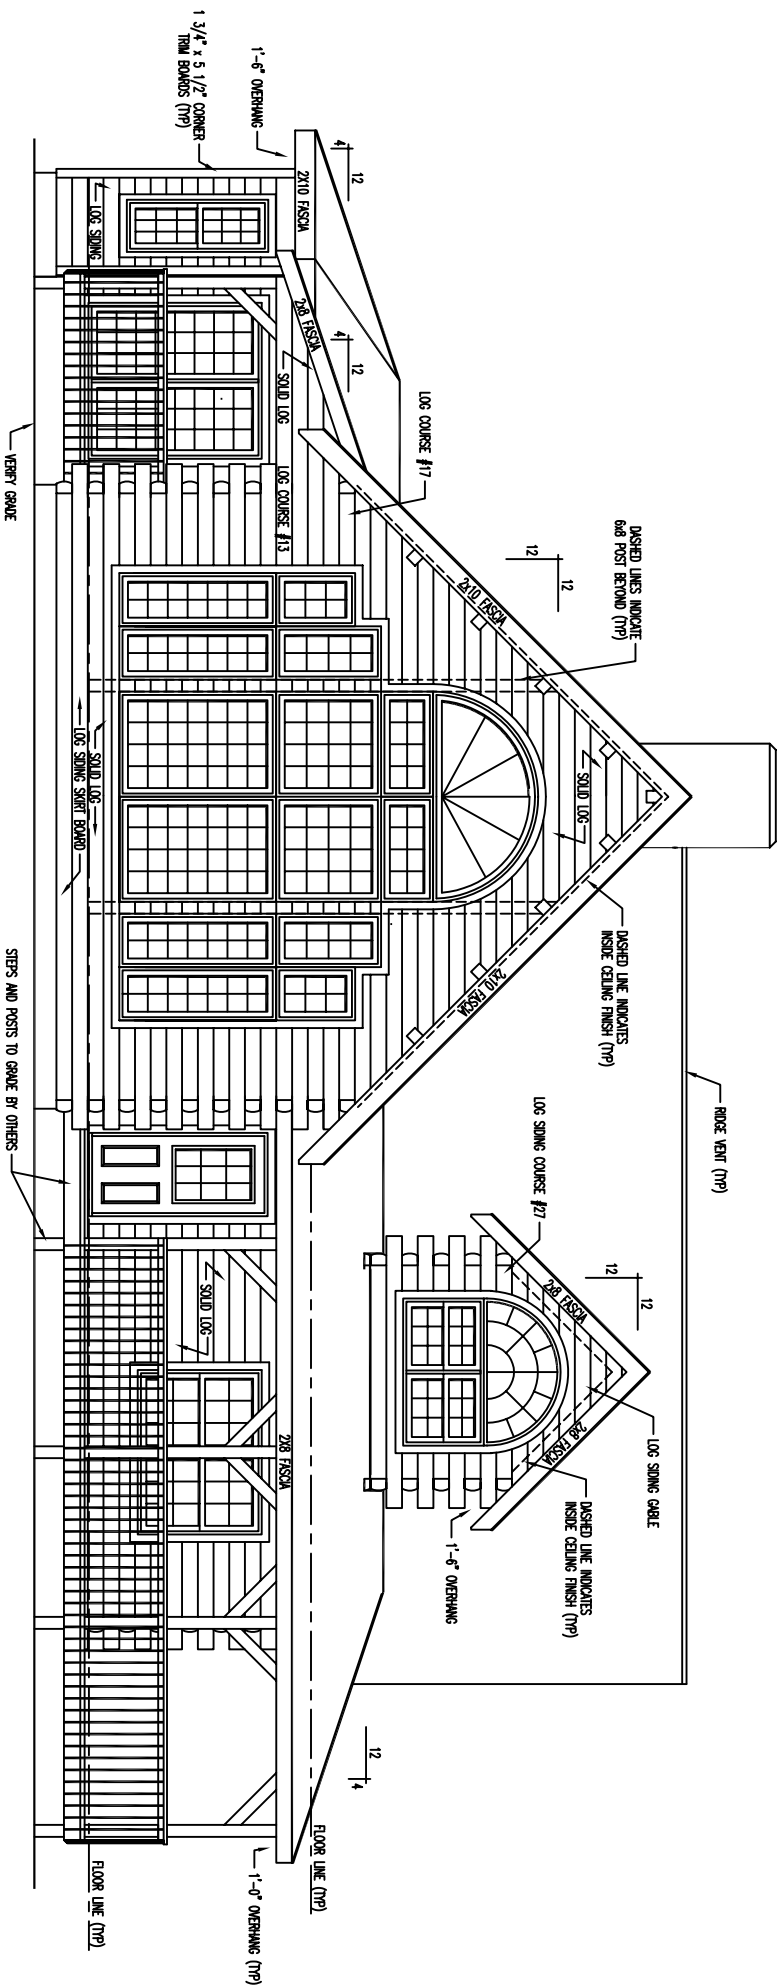 1 3/4" x 5 1/2" CORNER
TRIM BOARDS (TYP)
1'-6" OVERHANG
4
12
2X10 FASCIA
LOG SIDING
2x8 FASCIA
4
12
SOLID LOG
LOG COURSE #17
LOG COURSE #13
VERIFY GRADE
DASHED LINES INDICATE
6x8 POST BEYOND (TYP)
12
12
2x10 FASCIA
SOLID LOG
SOLID LOG
LOG SIDING SKIRT BOARD
DASHED LINE INDICATES
INSIDE CEILING FINISH (TYP)
2x10 FASCIA
RIDGE VENT (TYP)
STEPS AND POSTS TO GRADE BY OTHERS
LOG SIDING COURSE #27
12
12
2x8 FASCIA
2x8 FASCIA
LOG SIDING GABLE
DASHED LINE INDICATES
INSIDE CEILING FINISH (TYP)
1'-6" OVERHANG
SOLID LOG
2X8 FASCIA
12
4
FLOOR LINE (TYP)
FLOOR LINE (TYP)
1'-0" OVERHANG (TYP)